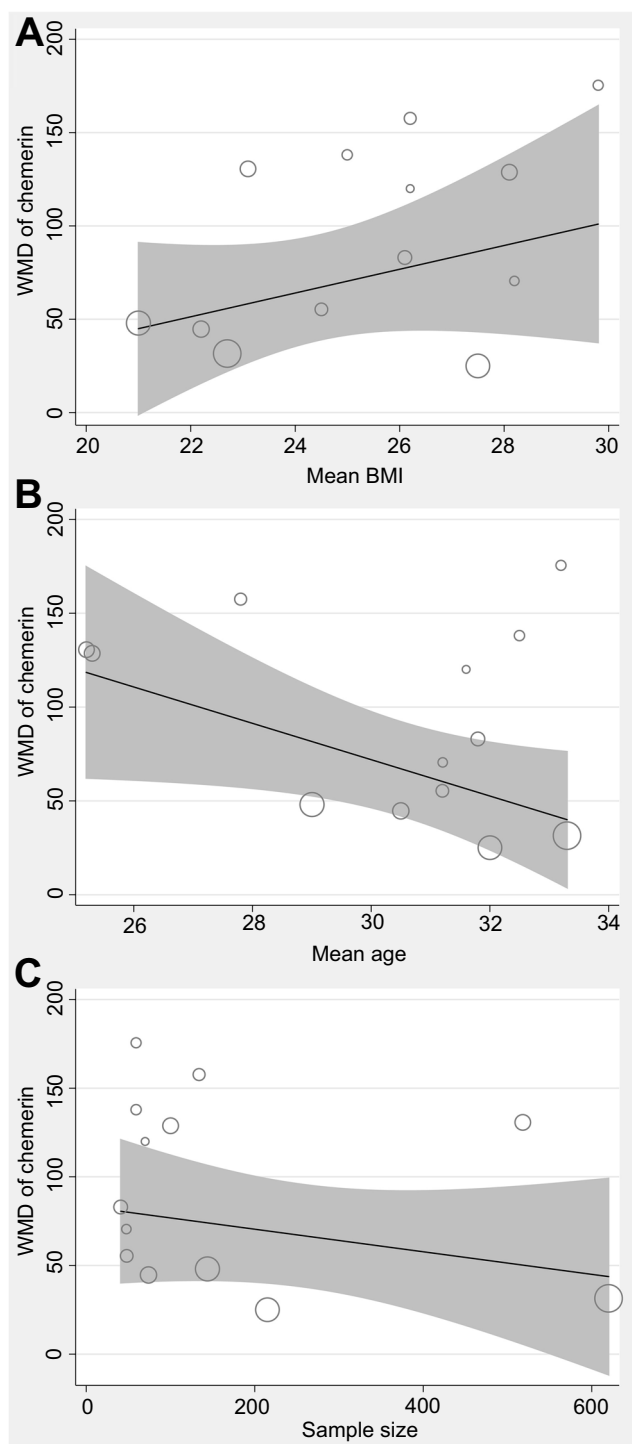 A
WMD of chemerin
200
150
100
50
0
20 22 24 26 28 30
Mean BMI
B
WMD of chemerin
200
150
100
50
0
26 28 30 32 34
Mean age
C
WMD of chemerin
200
150
100
50
0
0 200 400 600
Sample size